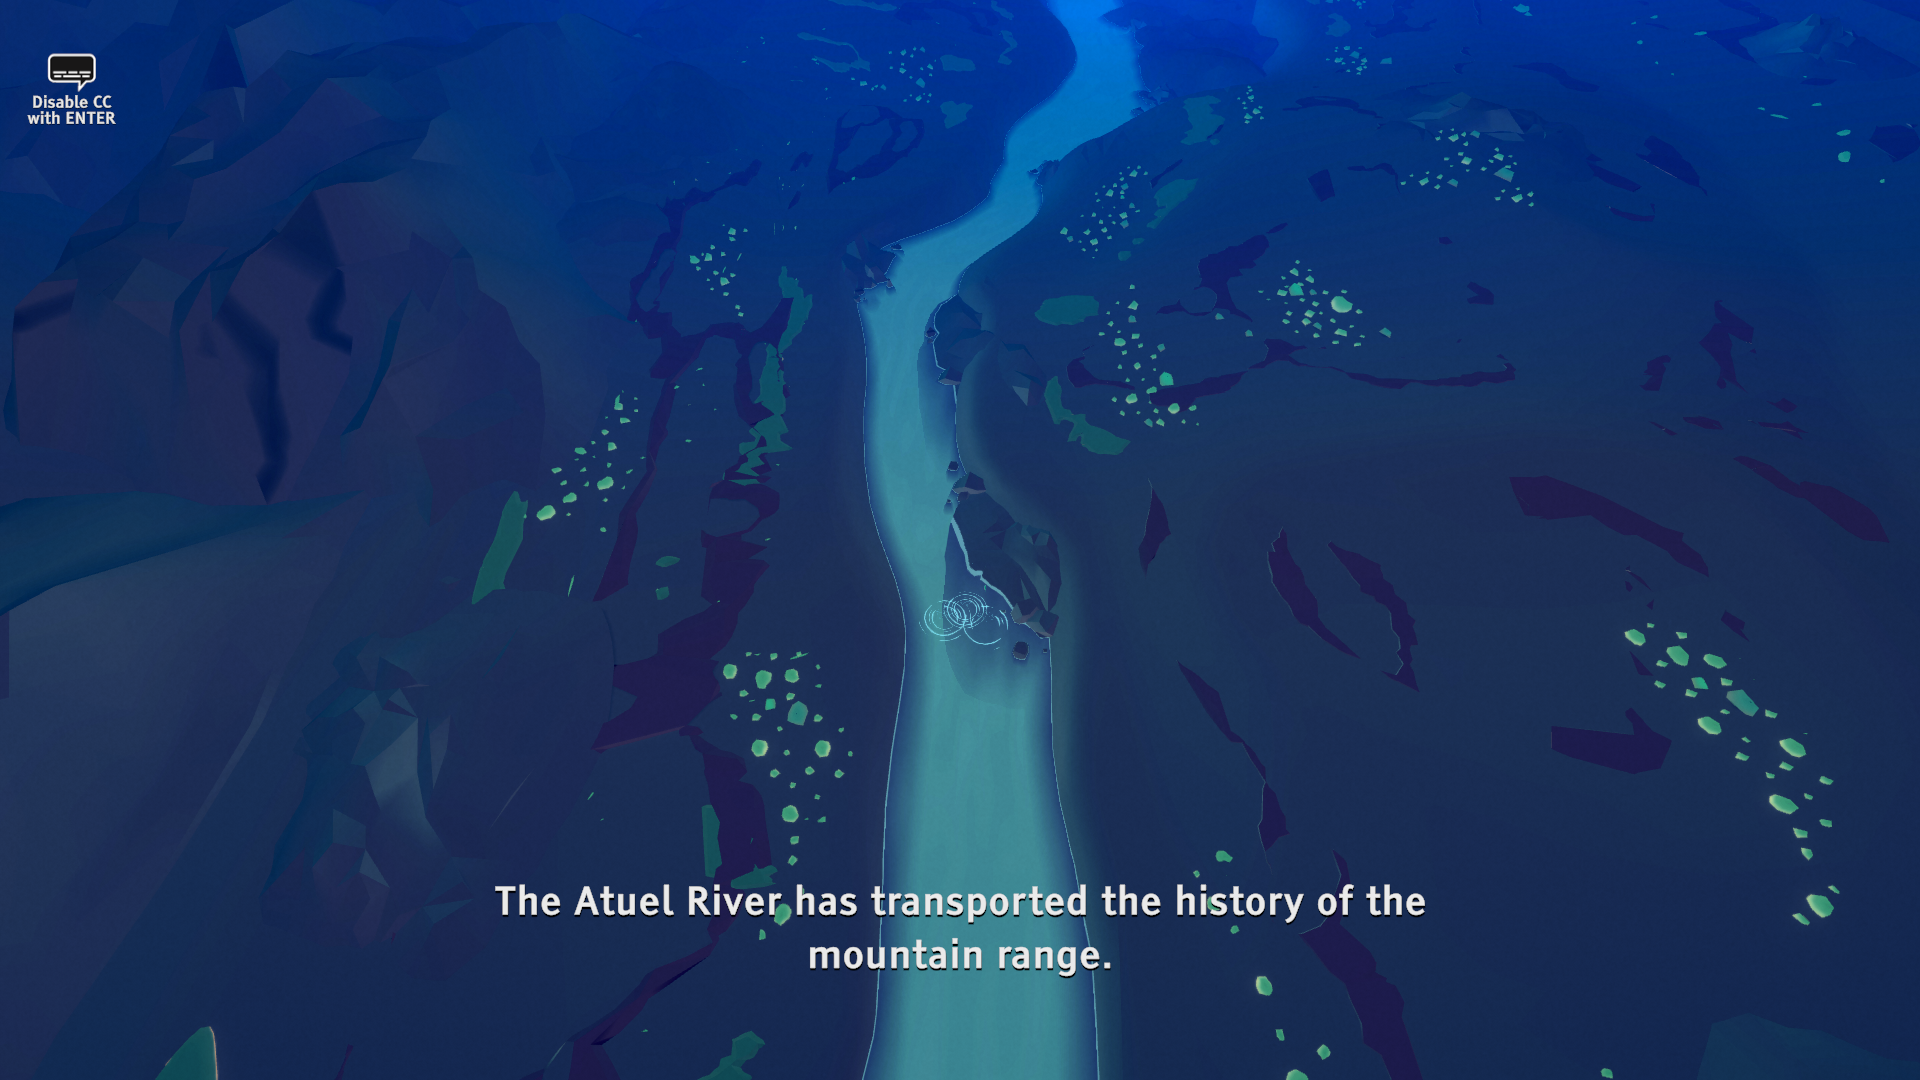 Disable CC
with ENTER
The Atuel River has transported the history of the
mountain range.